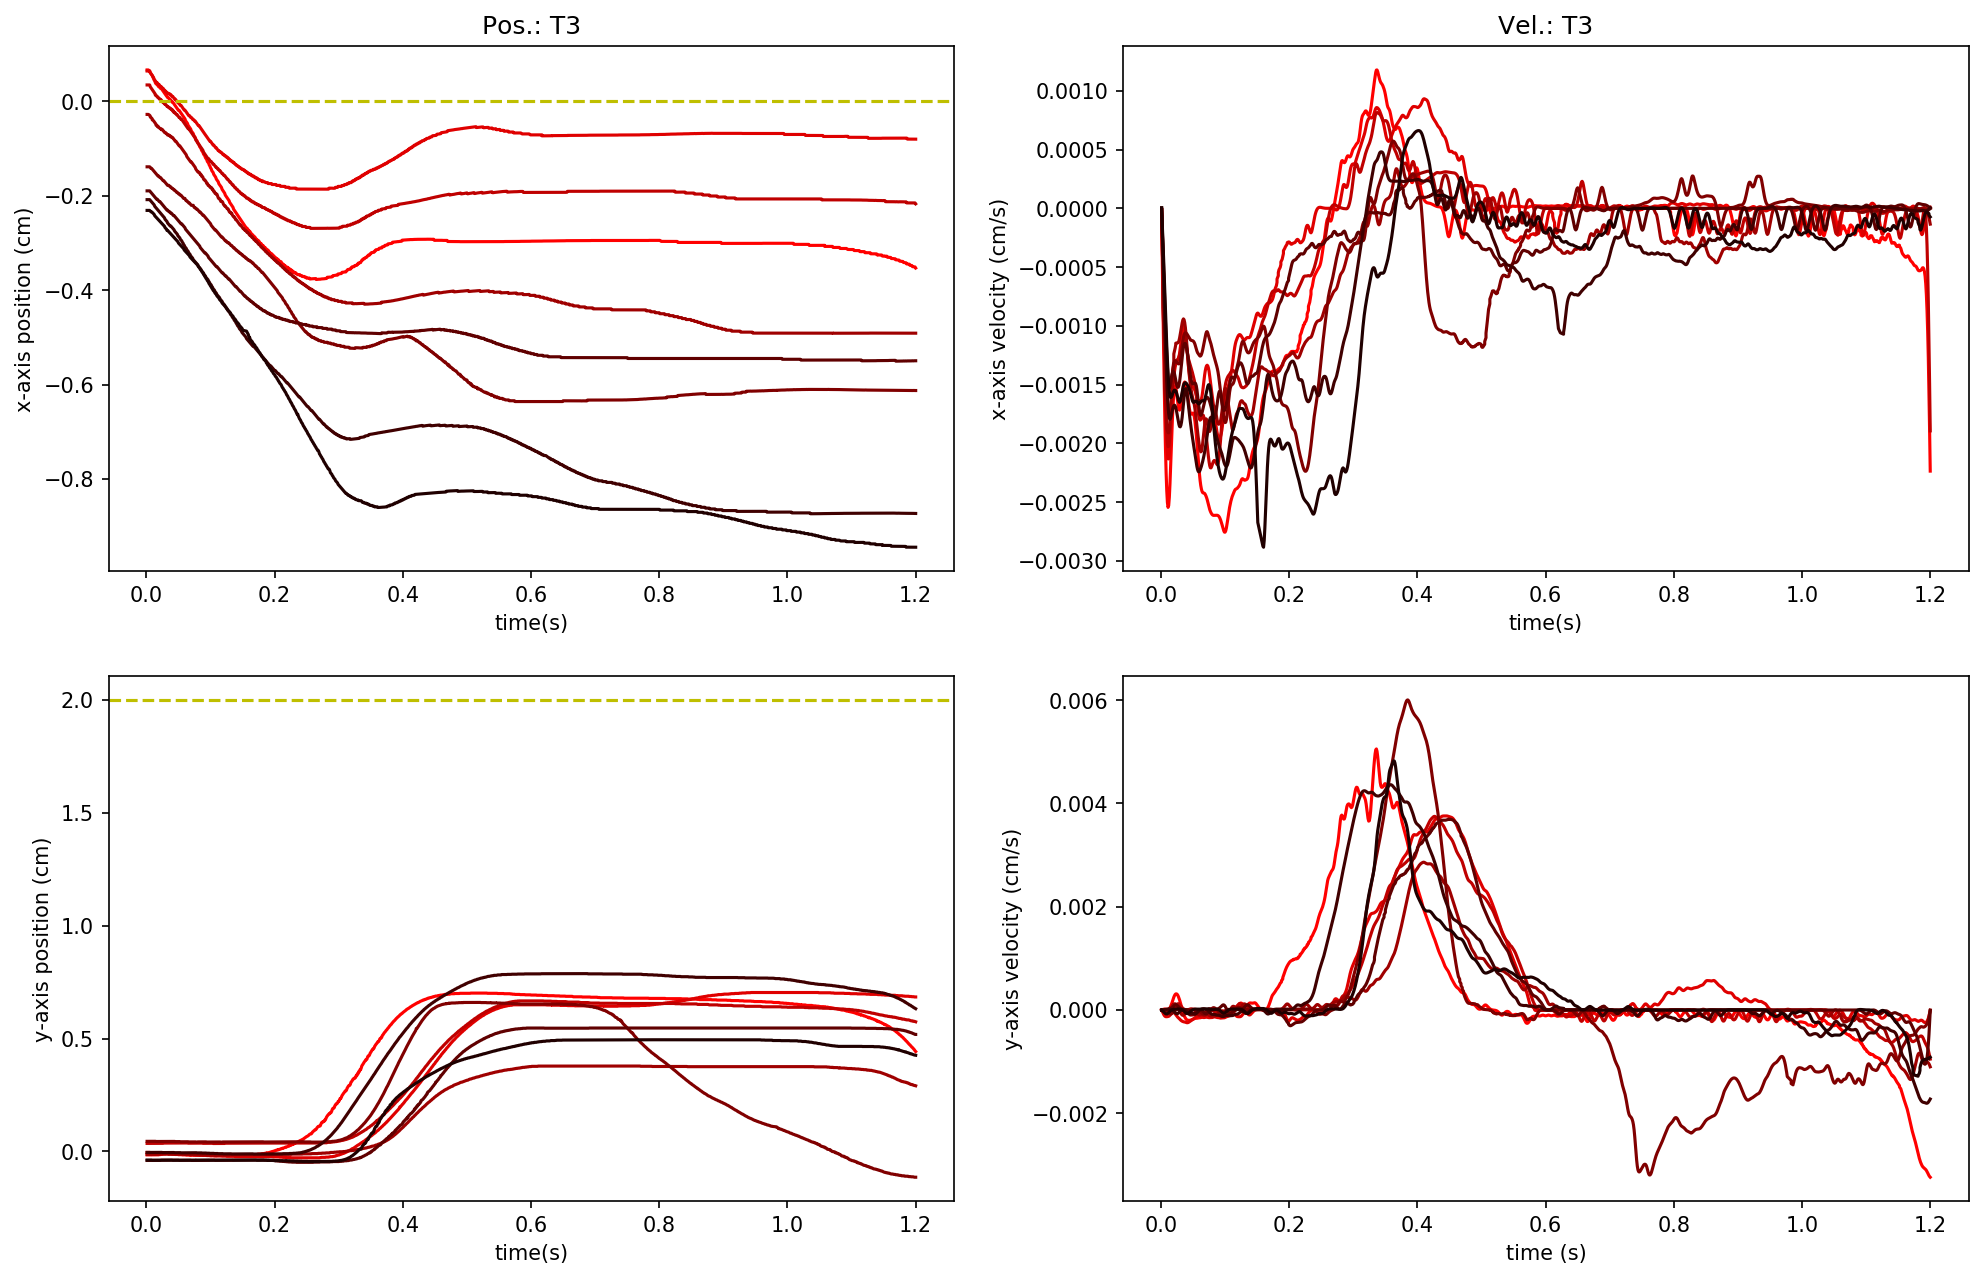 Pos.: T3
Vel.: T3
x-axis position (cm)
0.0
−0.2
−0.4
−0.6
−0.8
0.0 0.2 0.4 0.6 0.8 1.0 1.2
time(s)
x-axis velocity (cm/s)
0.0010
0.0005
0.0000
−0.0005
−0.0010
−0.0015
−0.0020
−0.0025
−0.0030
0.0 0.2 0.4 0.6 0.8 1.0 1.2
time(s)
y-axis position (cm)
2.0
1.5
1.0
0.5
0.0
0.0 0.2 0.4 0.6 0.8 1.0 1.2
time(s)
y-axis velocity (cm/s)
0.006
0.004
0.002
0.000
−0.002
0.0 0.2 0.4 0.6 0.8 1.0 1.2
time (s)